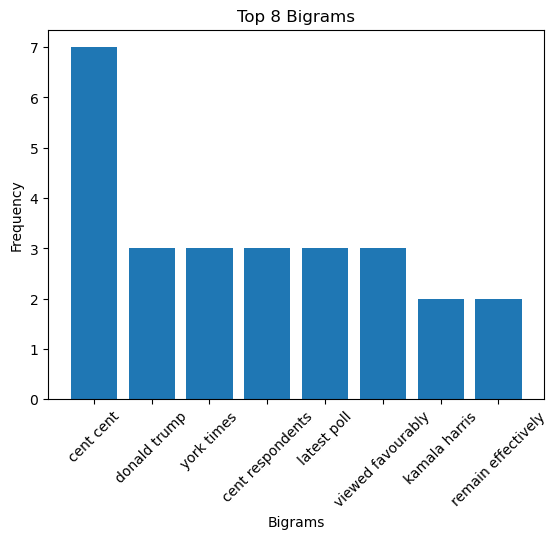 Top 8 Bigrams
7
6
5
4
3
2
1
0
Frequency
cent cent
donald trump
york times
cent respondents
latest poll
viewed favourably
kamala harris
remain effectively
Bigrams